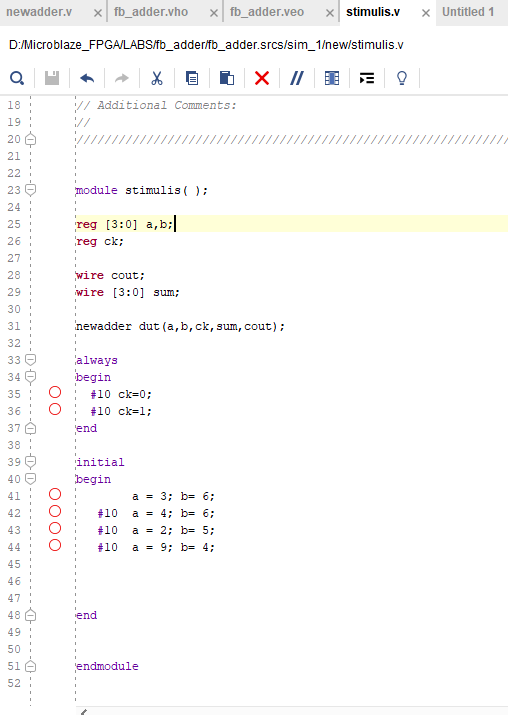 newadder.v × fb_adder.vho × fb_adder.veo × stimulis.v × Untitled 1
D:/Microblaze_FPGA/LABS/fb_adder/fb_adder.srcs/sim_1/new/stimulis.v
18 // Additional Comments:
19 //
20 //////////////////////////////////////////////////////////////
21
22
23 module stimulis( );
24
25 reg [3:0] a,b;
26 reg ck;
27
28 wire cout;
29 wire [3:0] sum;
30
31 newadder dut(a,b,ck,sum,cout);
32
33 always
34 begin
35 #10 ck=0;
36 #10 ck=1;
37 end
38
39 initial
40 begin
41 a = 3; b= 6;
42 #10 a = 4; b= 6;
43 #10 a = 2; b= 5;
44 #10 a = 9; b= 4;
45
46
47
48 end
49
50
51 endmodule
52